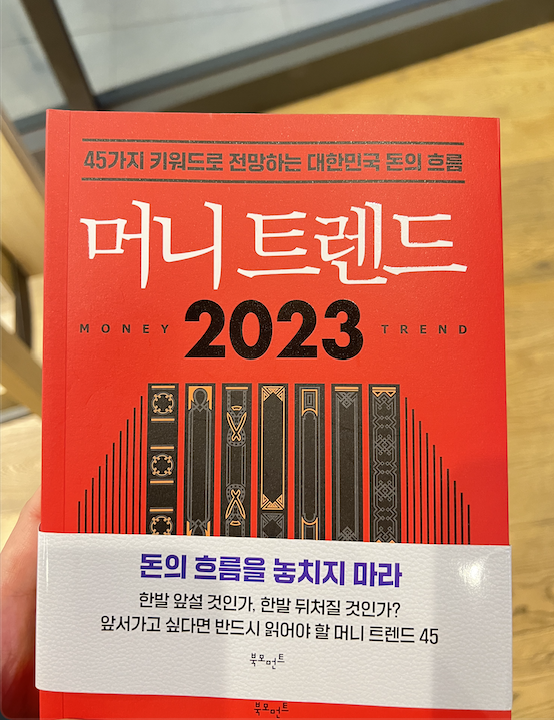 45가지 키워드로 전망하는 대한민국 돈의 흐름
머니 트렌드
MONEY 2023 TREND
돈의 흐름을 놓치지 마라
한발 앞설 것인가, 한발 뒤처질 것인가?
앞서가고 싶다면 반드시 읽어야 할 머니 트렌드 45
북모먼트
북모먼트